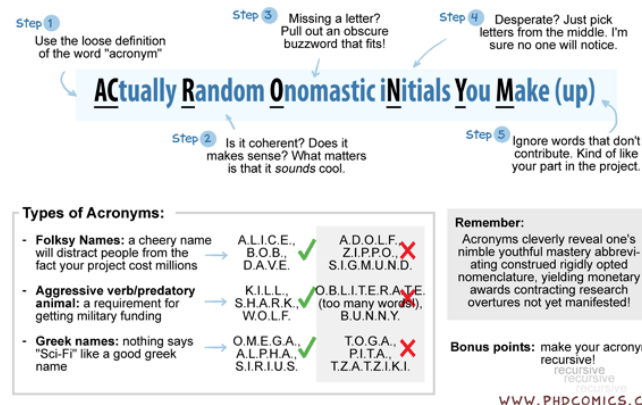 Step 1
Use the loose definition
of the word "acronym"
Step 3
Missing a letter?
Pull out an obscure
buzzword that fits!
Step 4
Desperate? Just pick
letters from the middle. I'm
sure no one will notice.
ACtually Random Onomastic iNitials You Make (up)
Step 2
Is it coherent? Does it
makes sense? What matters
is that it sounds cool.
Step 5
Ignore words that don't
contribute. Kind of like
your part in the project.
Types of Acronyms:
- Folksy Names: a cheery name
will distract people from the
fact your project cost millions
A.L.I.C.E.,
B.O.B.,
D.A.V.E.
A.D.O.L.F.,
Z.I.P.P.O.,
S.I.G.M.U.N.D.
- Aggressive verb/predatory
animal: a requirement for
getting military funding
K.I.L.L.,
S.H.A.R.K.,
W.O.L.F.
O.B.L.I.T.E.R.A.T.E.
(too many words!),
B.U.N.N.Y.
- Greek names: nothing says
"Sci-Fi" like a good greek
name
O.M.E.G.A.,
A.L.P.H.A.,
S.I.R.I.U.S.
T.O.G.A.,
P.I.T.A.,
T.Z.A.T.Z.I.K.I.
Remember:
Acronyms cleverly reveal one's
nimble youthful mastery abbrevi-
ating construed rigidly opted
nomenclature, yielding monetary
awards contracting research
overtures not yet manifested!
Bonus points: make your acrony
recursive!
recursive
recursive
recursive
WWW.PHDCOMICS.C